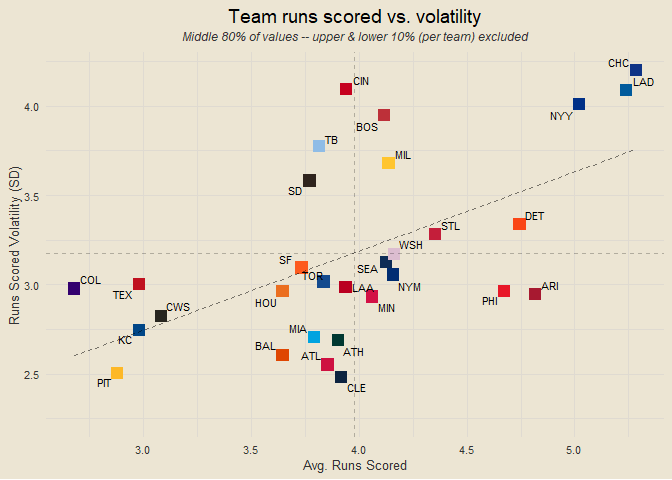 Team runs scored vs. volatility
Middle 80% of values -- upper & lower 10% (per team) excluded
CHC
LAD
CIN
4.0
NYY
BOS
TB
MIL
SD
3.5
DET
STL
WSH
SF
SEA
COL
TOR
TEX
LAA
NYM
ARI
3.0
HOU
MIN
PHI
CWS
KC
MIA
BAL
ATL
ATH
PIT
CLE
2.5
3.0
3.5
4.0
4.5
5.0
Avg. Runs Scored
Runs Scored Volatility (SD)